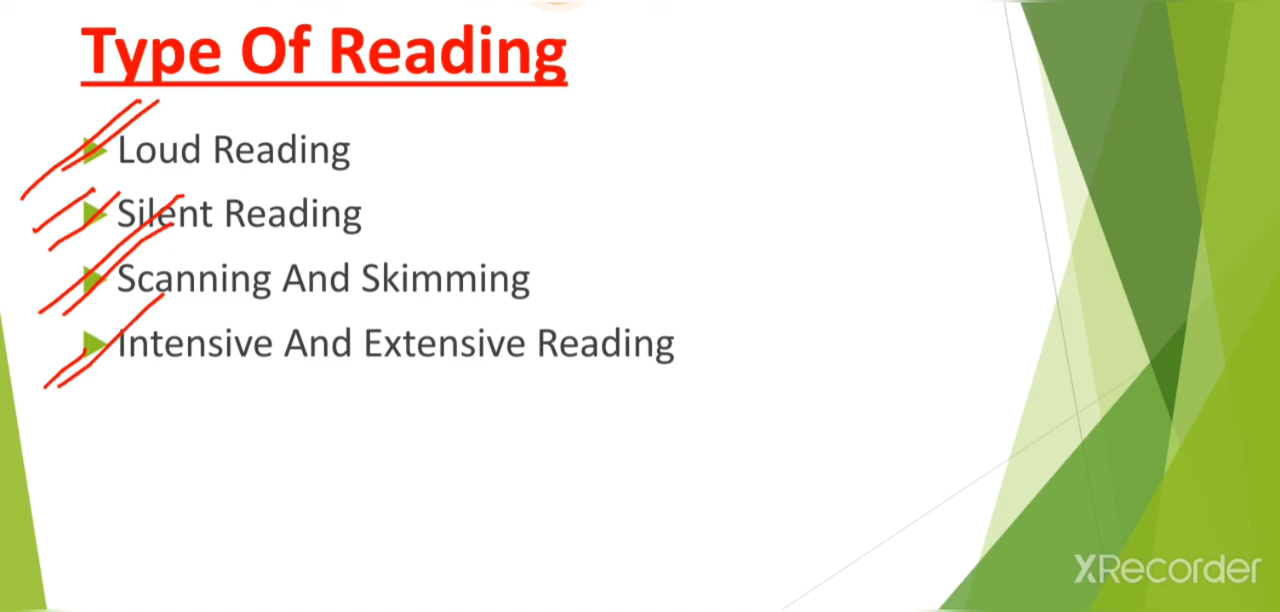 Type Of Reading
Loud Reading
Silent Reading
Scanning And Skimming
Intensive And Extensive Reading
XRecorder